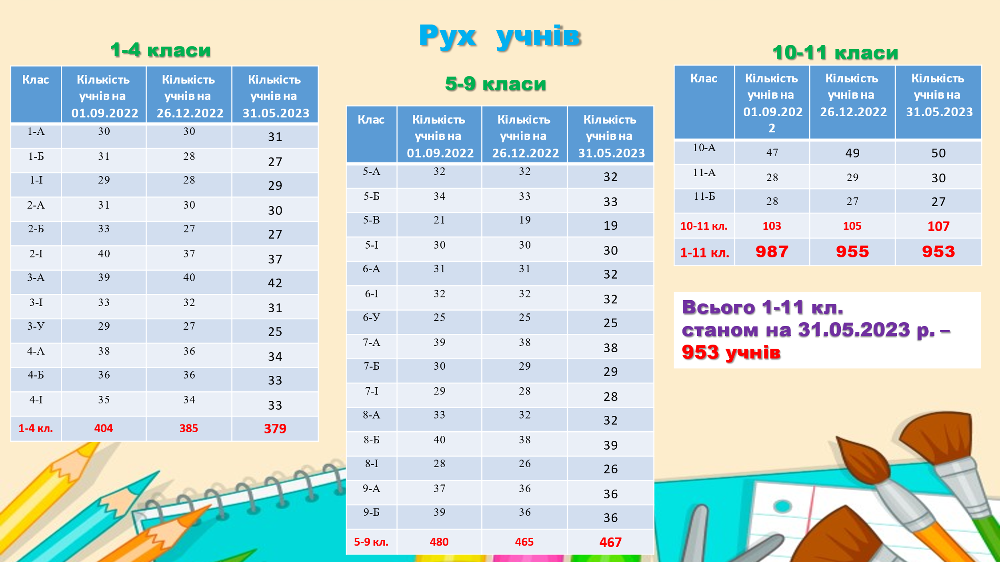 Рух учнів
1-4 класи
Клас Кількість учнів на 01.09.2022 Кількість учнів на 26.12.2022 Кількість учнів на 31.05.2023
1-А 30 30 31
1-Б 31 28 27
1-І 29 28 29
2-А 31 30 30
2-Б 33 27 27
2-І 40 37 37
3-А 39 40 42
3-І 33 32 31
3-У 29 27 25
4-А 38 36 34
4-Б 36 36 33
4-І 35 34 33
1-4 кл. 404 385 379
5-9 класи
Клас Кількість учнів на 01.09.2022 Кількість учнів на 26.12.2022 Кількість учнів на 31.05.2023
5-А 32 32 32
5-Б 34 33 33
5-В 21 19 19
5-І 30 30 30
6-А 31 31 32
6-І 32 32 32
6-У 25 25 25
7-А 39 38 38
7-Б 30 29 29
7-І 29 28 28
8-А 33 32 32
8-Б 40 38 39
8-І 28 26 26
9-А 37 36 36
9-Б 39 36 36
5-9 кл. 480 465 467
10-11 класи
Клас Кількість учнів на 01.09.2022 Кількість учнів на 26.12.2022 Кількість учнів на 31.05.2023
10-А 47 49 50
11-А 28 29 30
11-Б 28 27 27
10-11 кл. 103 105 107
1-11 кл. 987 955 953
Всього 1-11 кл.
станом на 31.05.2023 р. –
953 учнів